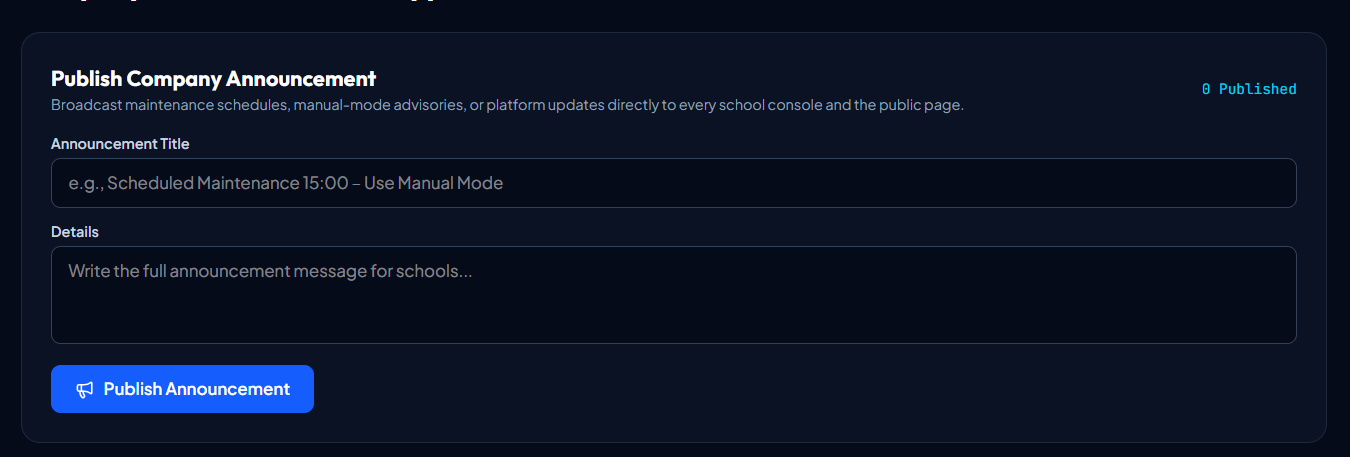 Publish Company Announcement
0 Published
Broadcast maintenance schedules, manual-mode advisories, or platform updates directly to every school console and the public page.
Announcement Title
e.g., Scheduled Maintenance 15:00 – Use Manual Mode
Details
Write the full announcement message for schools...
Publish Announcement